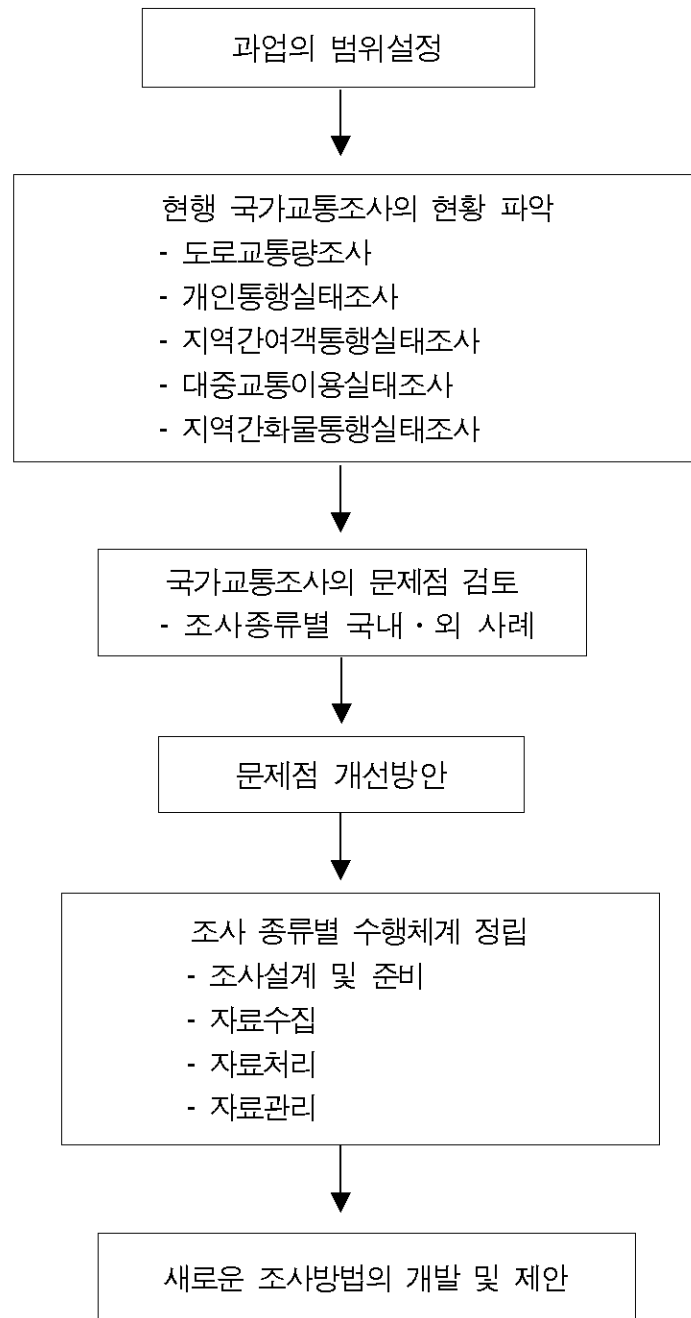 과업의 범위설정
현행 국가교통조사의 현황 파악
- 도로교통량조사
- 개인통행실태조사
- 지역간여객통행실태조사
- 대중교통이용실태조사
- 지역간화물통행실태조사
국가교통조사의 문제점 검토
- 조사종류별 국내・외 사례
문제점 개선방안
조사 종류별 수행체계 정립
- 조사설계 및 준비
- 자료수집
- 자료처리
- 자료관리
새로운 조사방법의 개발 및 제안